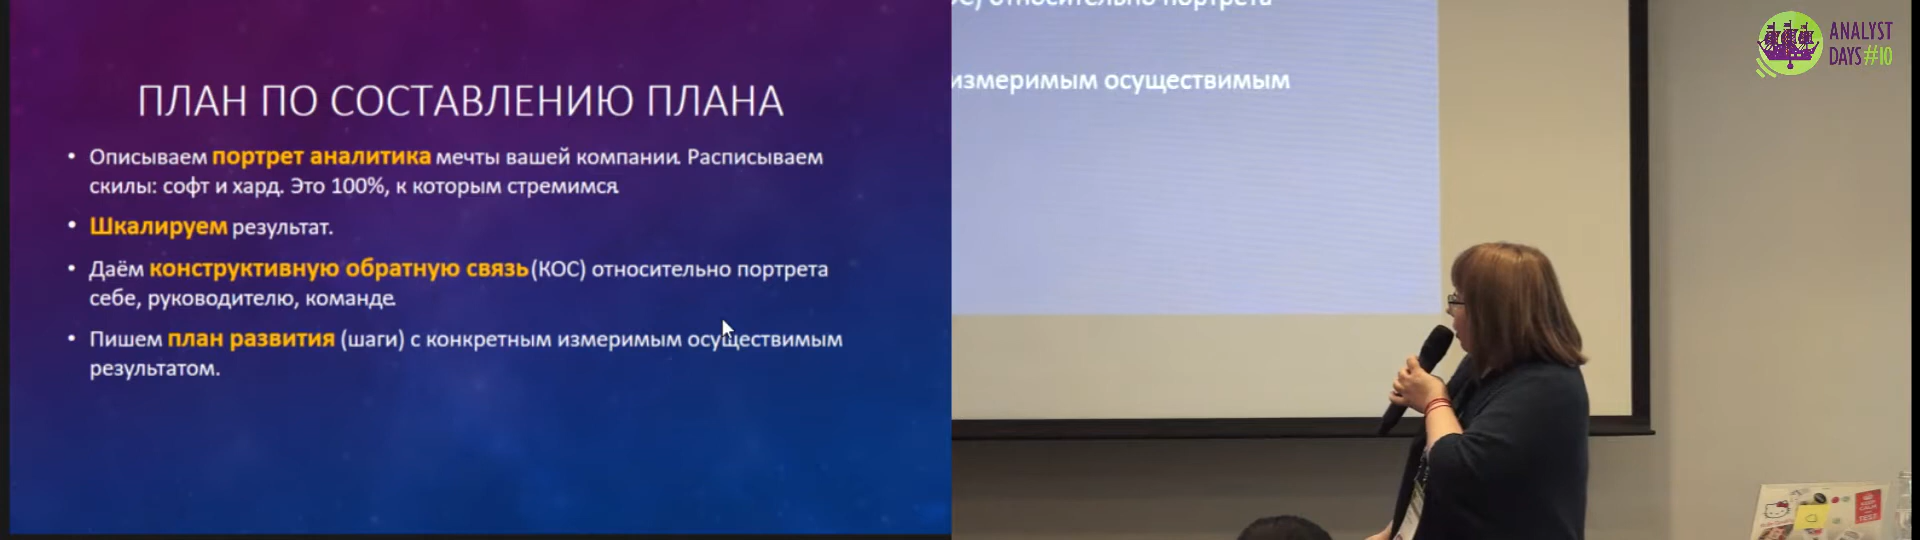 ПЛАН ПО СОСТАВЛЕНИЮ ПЛАНА
• Описываем портрет аналитика мечты вашей компании. Расписываем
скилы: софт и хард. Это 100%, к которым стремимся.
• Шкалируем результат.
• Даём конструктивную обратную связь (КОС) относительно портрета
себе, руководителю, команде.
• Пишем план развития (шаги) с конкретным измеримым осуществимым
результатом.
относительно портрета
измеримым осуществимым
ANALYST
DAYS #10